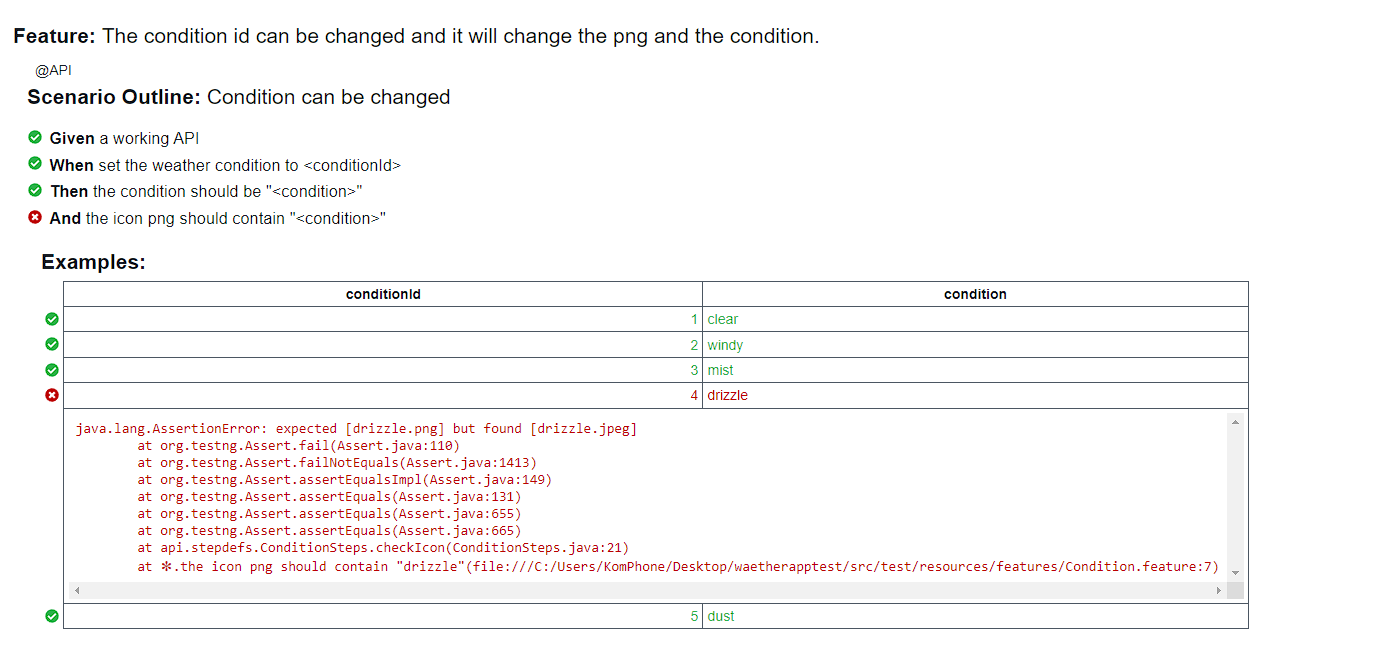 Feature: The condition id can be changed and it will change the png and the condition.
@API
Scenario Outline: Condition can be changed
Given a working API
When set the weather condition to <conditionId>
Then the condition should be "<condition>"
And the icon png should contain "<condition>"
Examples:
conditionId condition
1 clear
2 windy
3 mist
4 drizzle
java.lang.AssertionError: expected [drizzle.png] but found [drizzle.jpeg]
at org.testng.Assert.fail(Assert.java:110)
at org.testng.Assert.failNotEquals(Assert.java:1413)
at org.testng.Assert.assertEqualsImpl(Assert.java:149)
at org.testng.Assert.assertEquals(Assert.java:131)
at org.testng.Assert.assertEquals(Assert.java:655)
at org.testng.Assert.assertEquals(Assert.java:665)
at api.stepdefs.ConditionSteps.checkIcon(ConditionSteps.java:21)
at ✽.the icon png should contain "drizzle"(file:///C:/Users/KomPhone/Desktop/waetherapptest/src/test/resources/features/Condition.feature:7)
5 dust